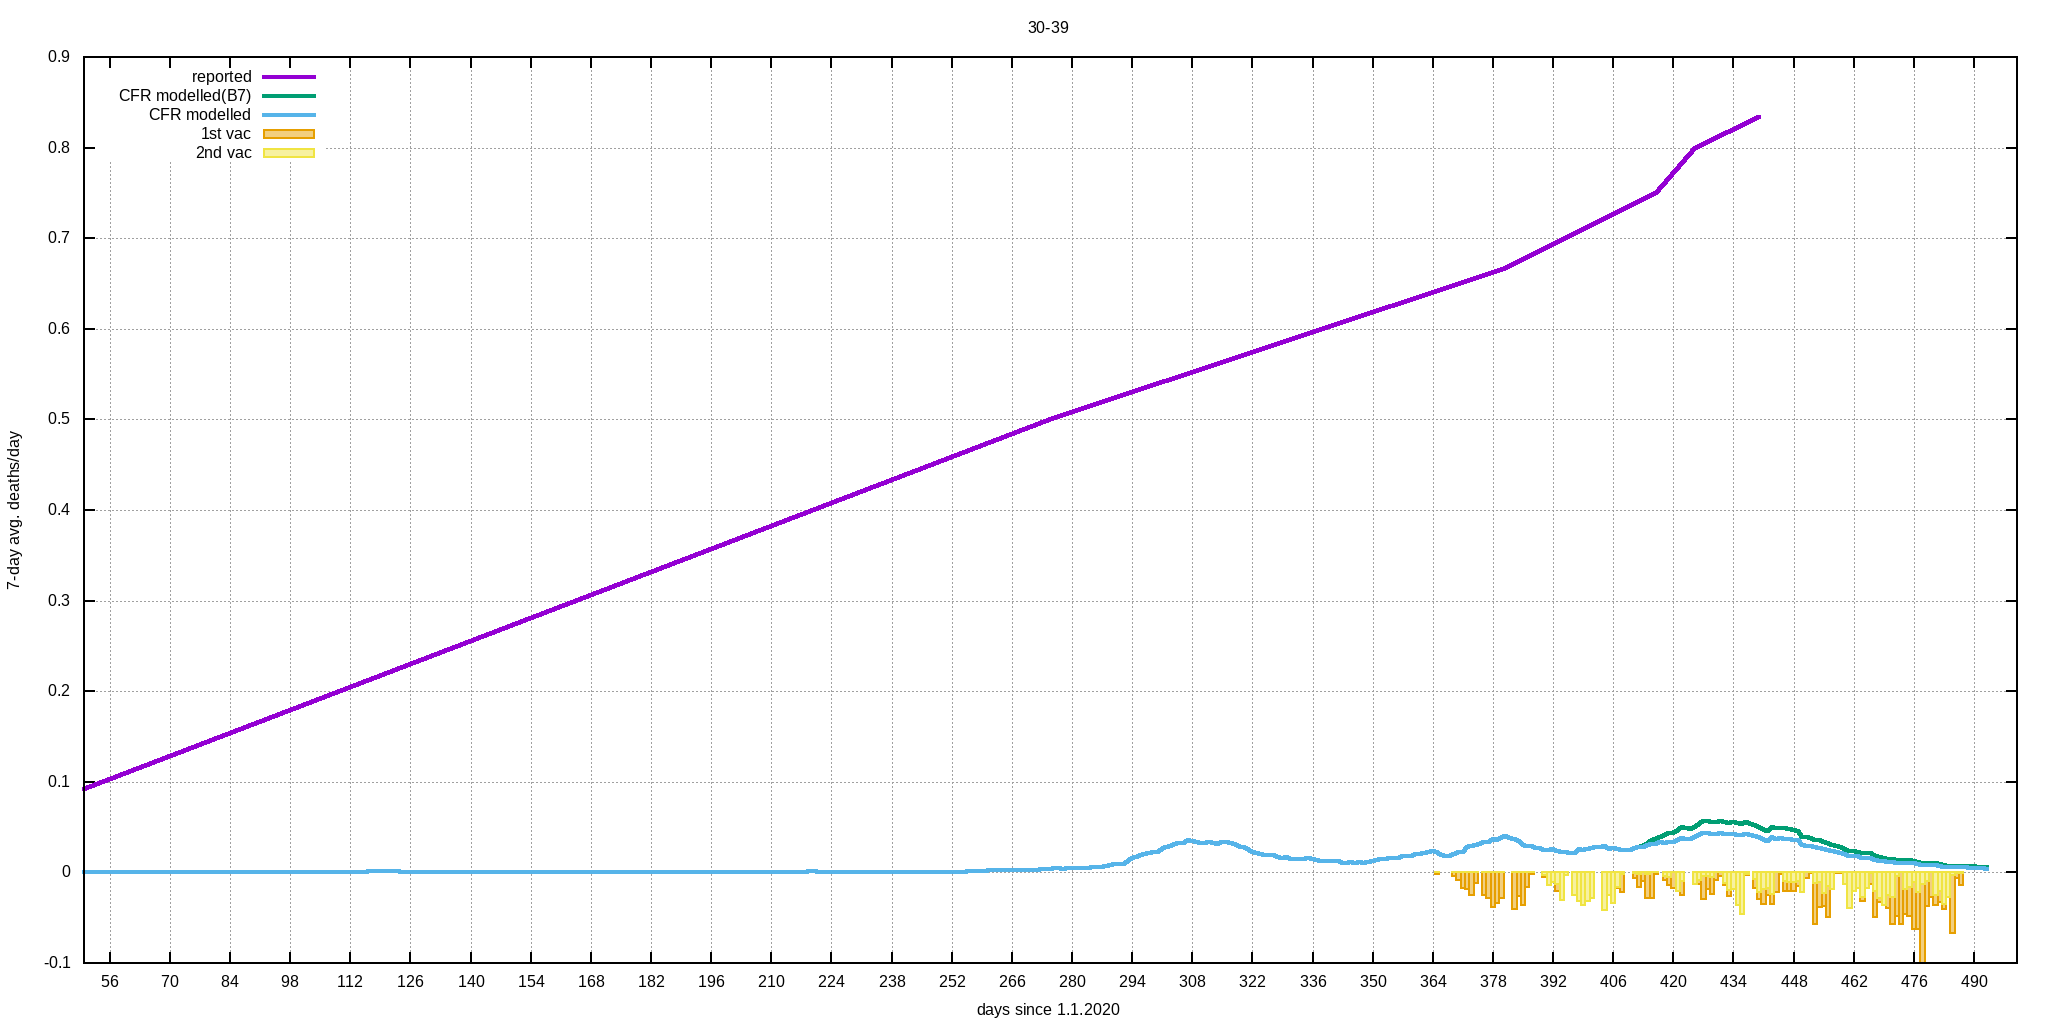 30-39
0.9
0.8
0.7
0.6
0.5
0.4
0.3
0.2
0.1
0
-0.1
7-day avg. deaths/day
reported
CFR modelled(B7)
CFR modelled
1st vac
2nd vac
56 70 84 98 112 126 140 154 168 182 196 210 224 238 252 266 280 294 308 322 336 350 364 378 392 406 420 434 448 462 476 490
days since 1.1.2020